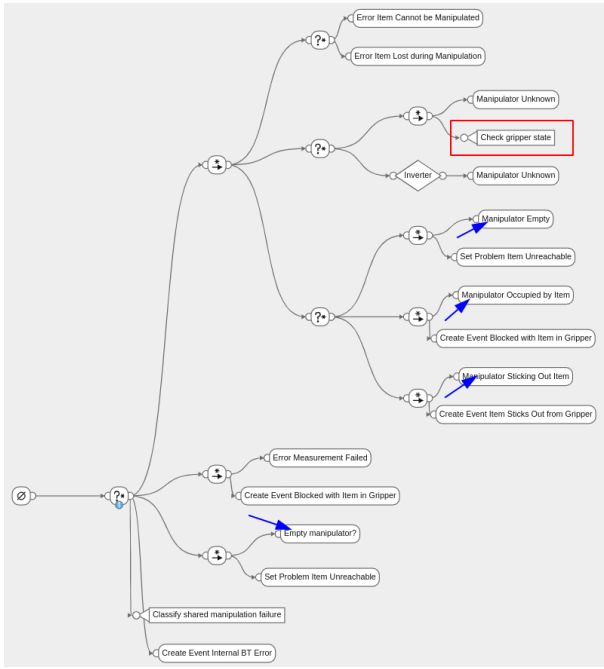 Error Item Cannot be Manipulated
Error Item Lost during Manipulation
Manipulator Unknown
Check gripper state
Inverter
Manipulator Unknown
Manipulator Empty
Set Problem Item Unreachable
Manipulator Occupied by Item
Create Event Blocked with Item in Gripper
Manipulator Sticking Out Item
Create Event Item Sticks Out from Gripper
Error Measurement Failed
Create Event Blocked with Item in Gripper
Empty manipulator?
Set Problem Item Unreachable
Classify shared manipulation failure
Create Event Internal BT Error